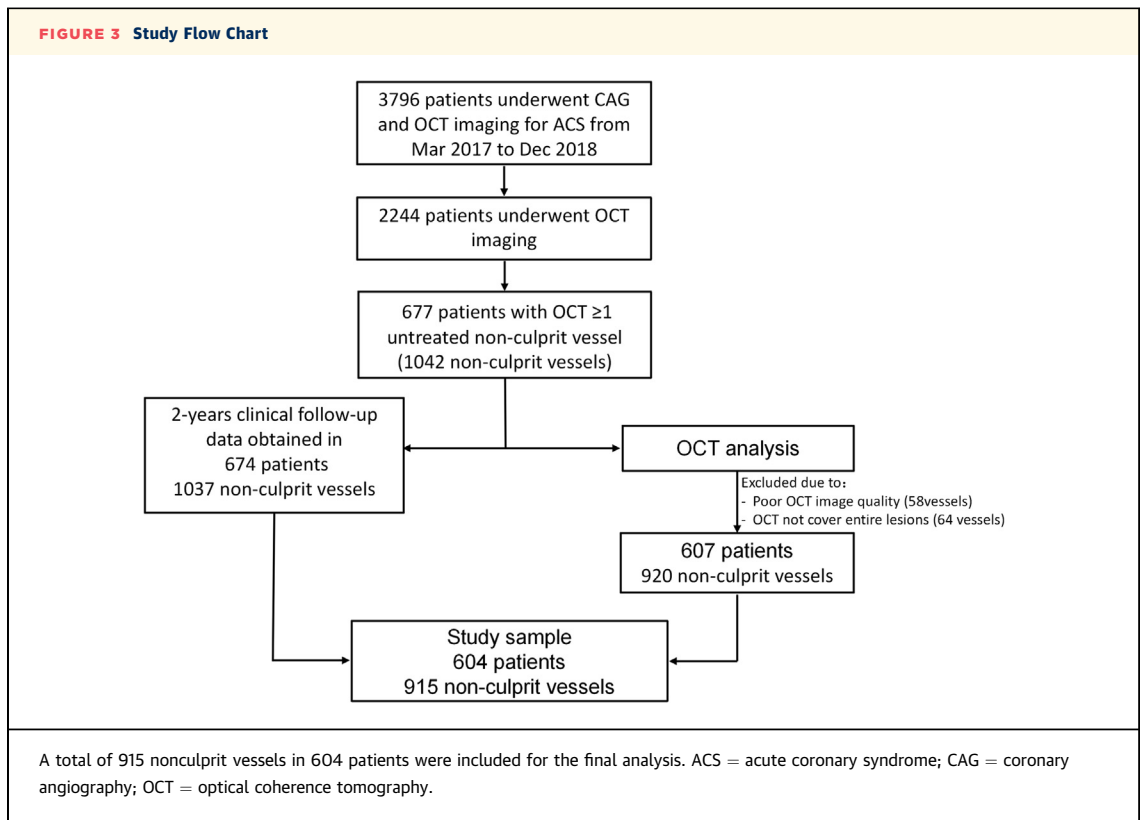 FIGURE 3 Study Flow Chart
3796 patients underwent CAG
and OCT imaging for ACS from
Mar 2017 to Dec 2018
2244 patients underwent OCT
imaging
677 patients with OCT ≥1
untreated non-culprit vessel
(1042 non-culprit vessels)
2-years clinical follow-up
data obtained in
674 patients
1037 non-culprit vessels
OCT analysis
Excluded due to:
- Poor OCT image quality (58vessels)
- OCT not cover entire lesions (64 vessels)
607 patients
920 non-culprit vessels
Study sample
604 patients
915 non-culprit vessels
A total of 915 nonculprit vessels in 604 patients were included for the final analysis. ACS = acute coronary syndrome; CAG = coronary
angiography; OCT = optical coherence tomography.